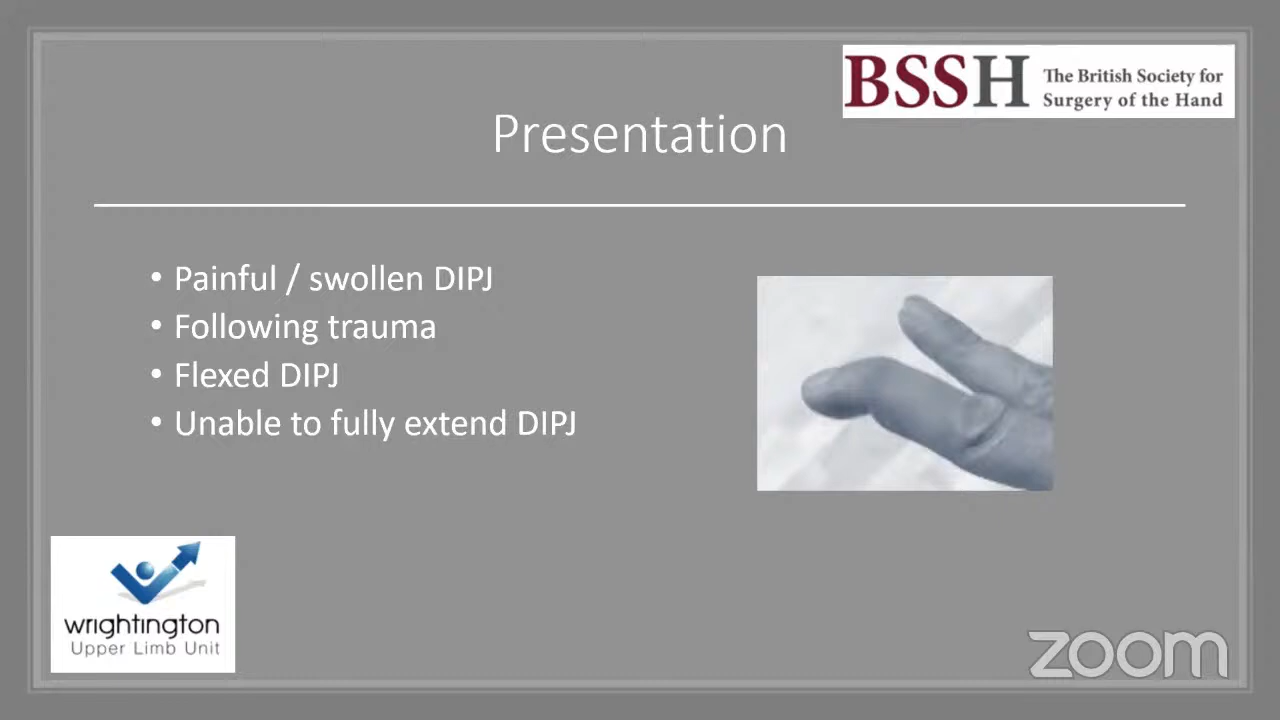 BSSH The British Society for
Surgery of the Hand
Presentation
• Painful / swollen DIPJ
• Following trauma
• Flexed DIPJ
• Unable to fully extend DIPJ
wrightington
Upper Limb Unit
zoom